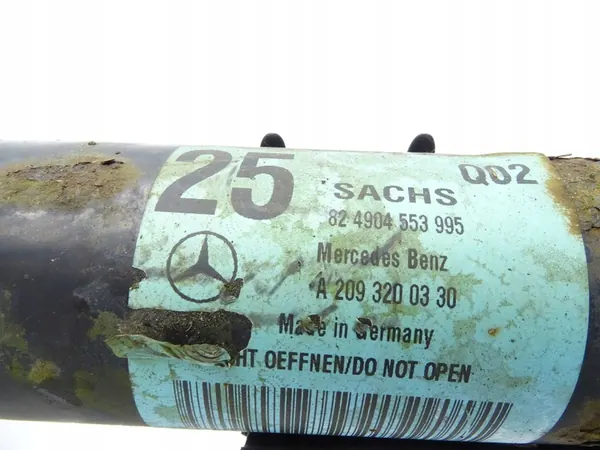 25
SACHS
Q02
82 4904 553 995
Mercedes Benz
A 209 320 03 30
Made in Germany
OEFFNEN/DO NOT OPEN